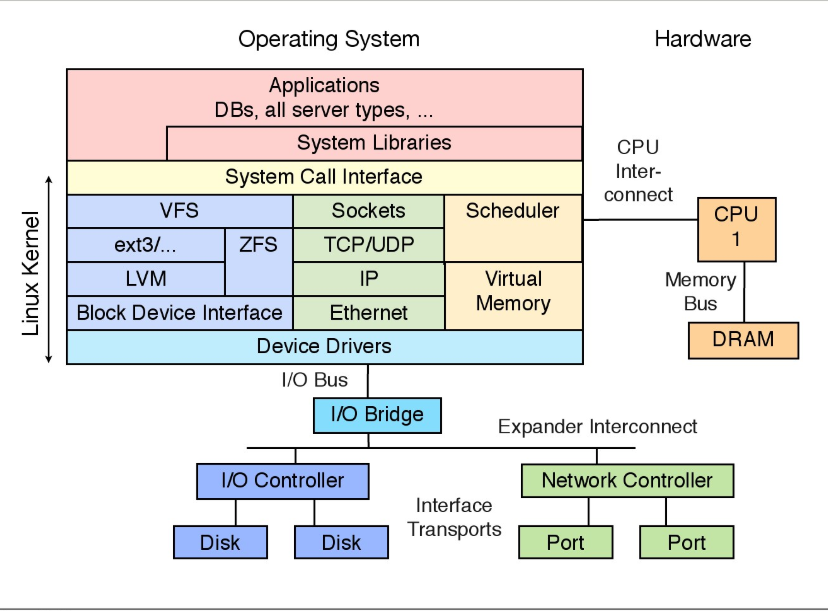 Operating System
Hardware
Applications
DBs, all server types, ...
System Libraries
System Call Interface
Linux Kernel
VFS
Sockets
Scheduler
ext3/...
ZFS
TCP/UDP
LVM
IP
Virtual
Memory
Block Device Interface
Ethernet
Device Drivers
CPU
Inter-
connect
CPU
1
Memory
Bus
DRAM
I/O Bus
I/O Bridge
Expander Interconnect
I/O Controller
Network Controller
Interface
Transports
Disk
Disk
Port
Port